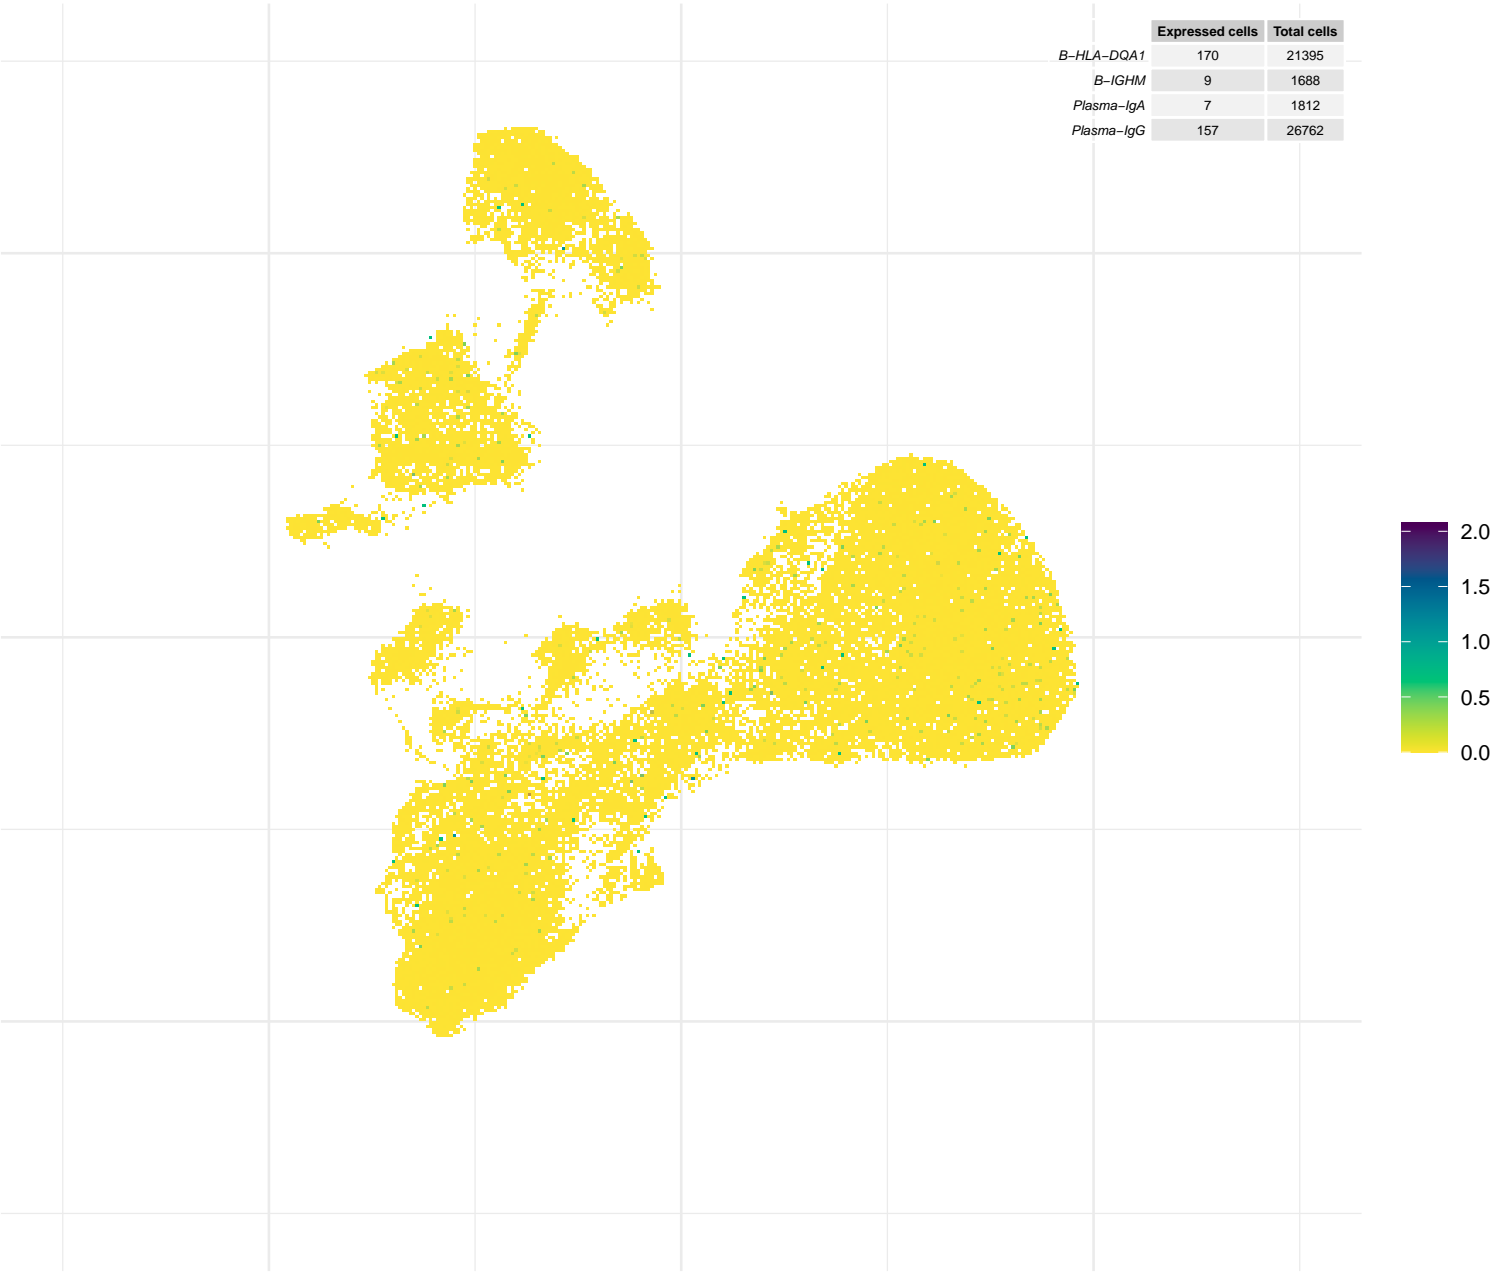 Expressed cells Total cells
B−HLA−DQA1 170 21395
B−IGHM 9 1688
Plasma−IgA 7 1812
Plasma−IgG 157 26762
2.0
1.5
1.0
0.5
0.0